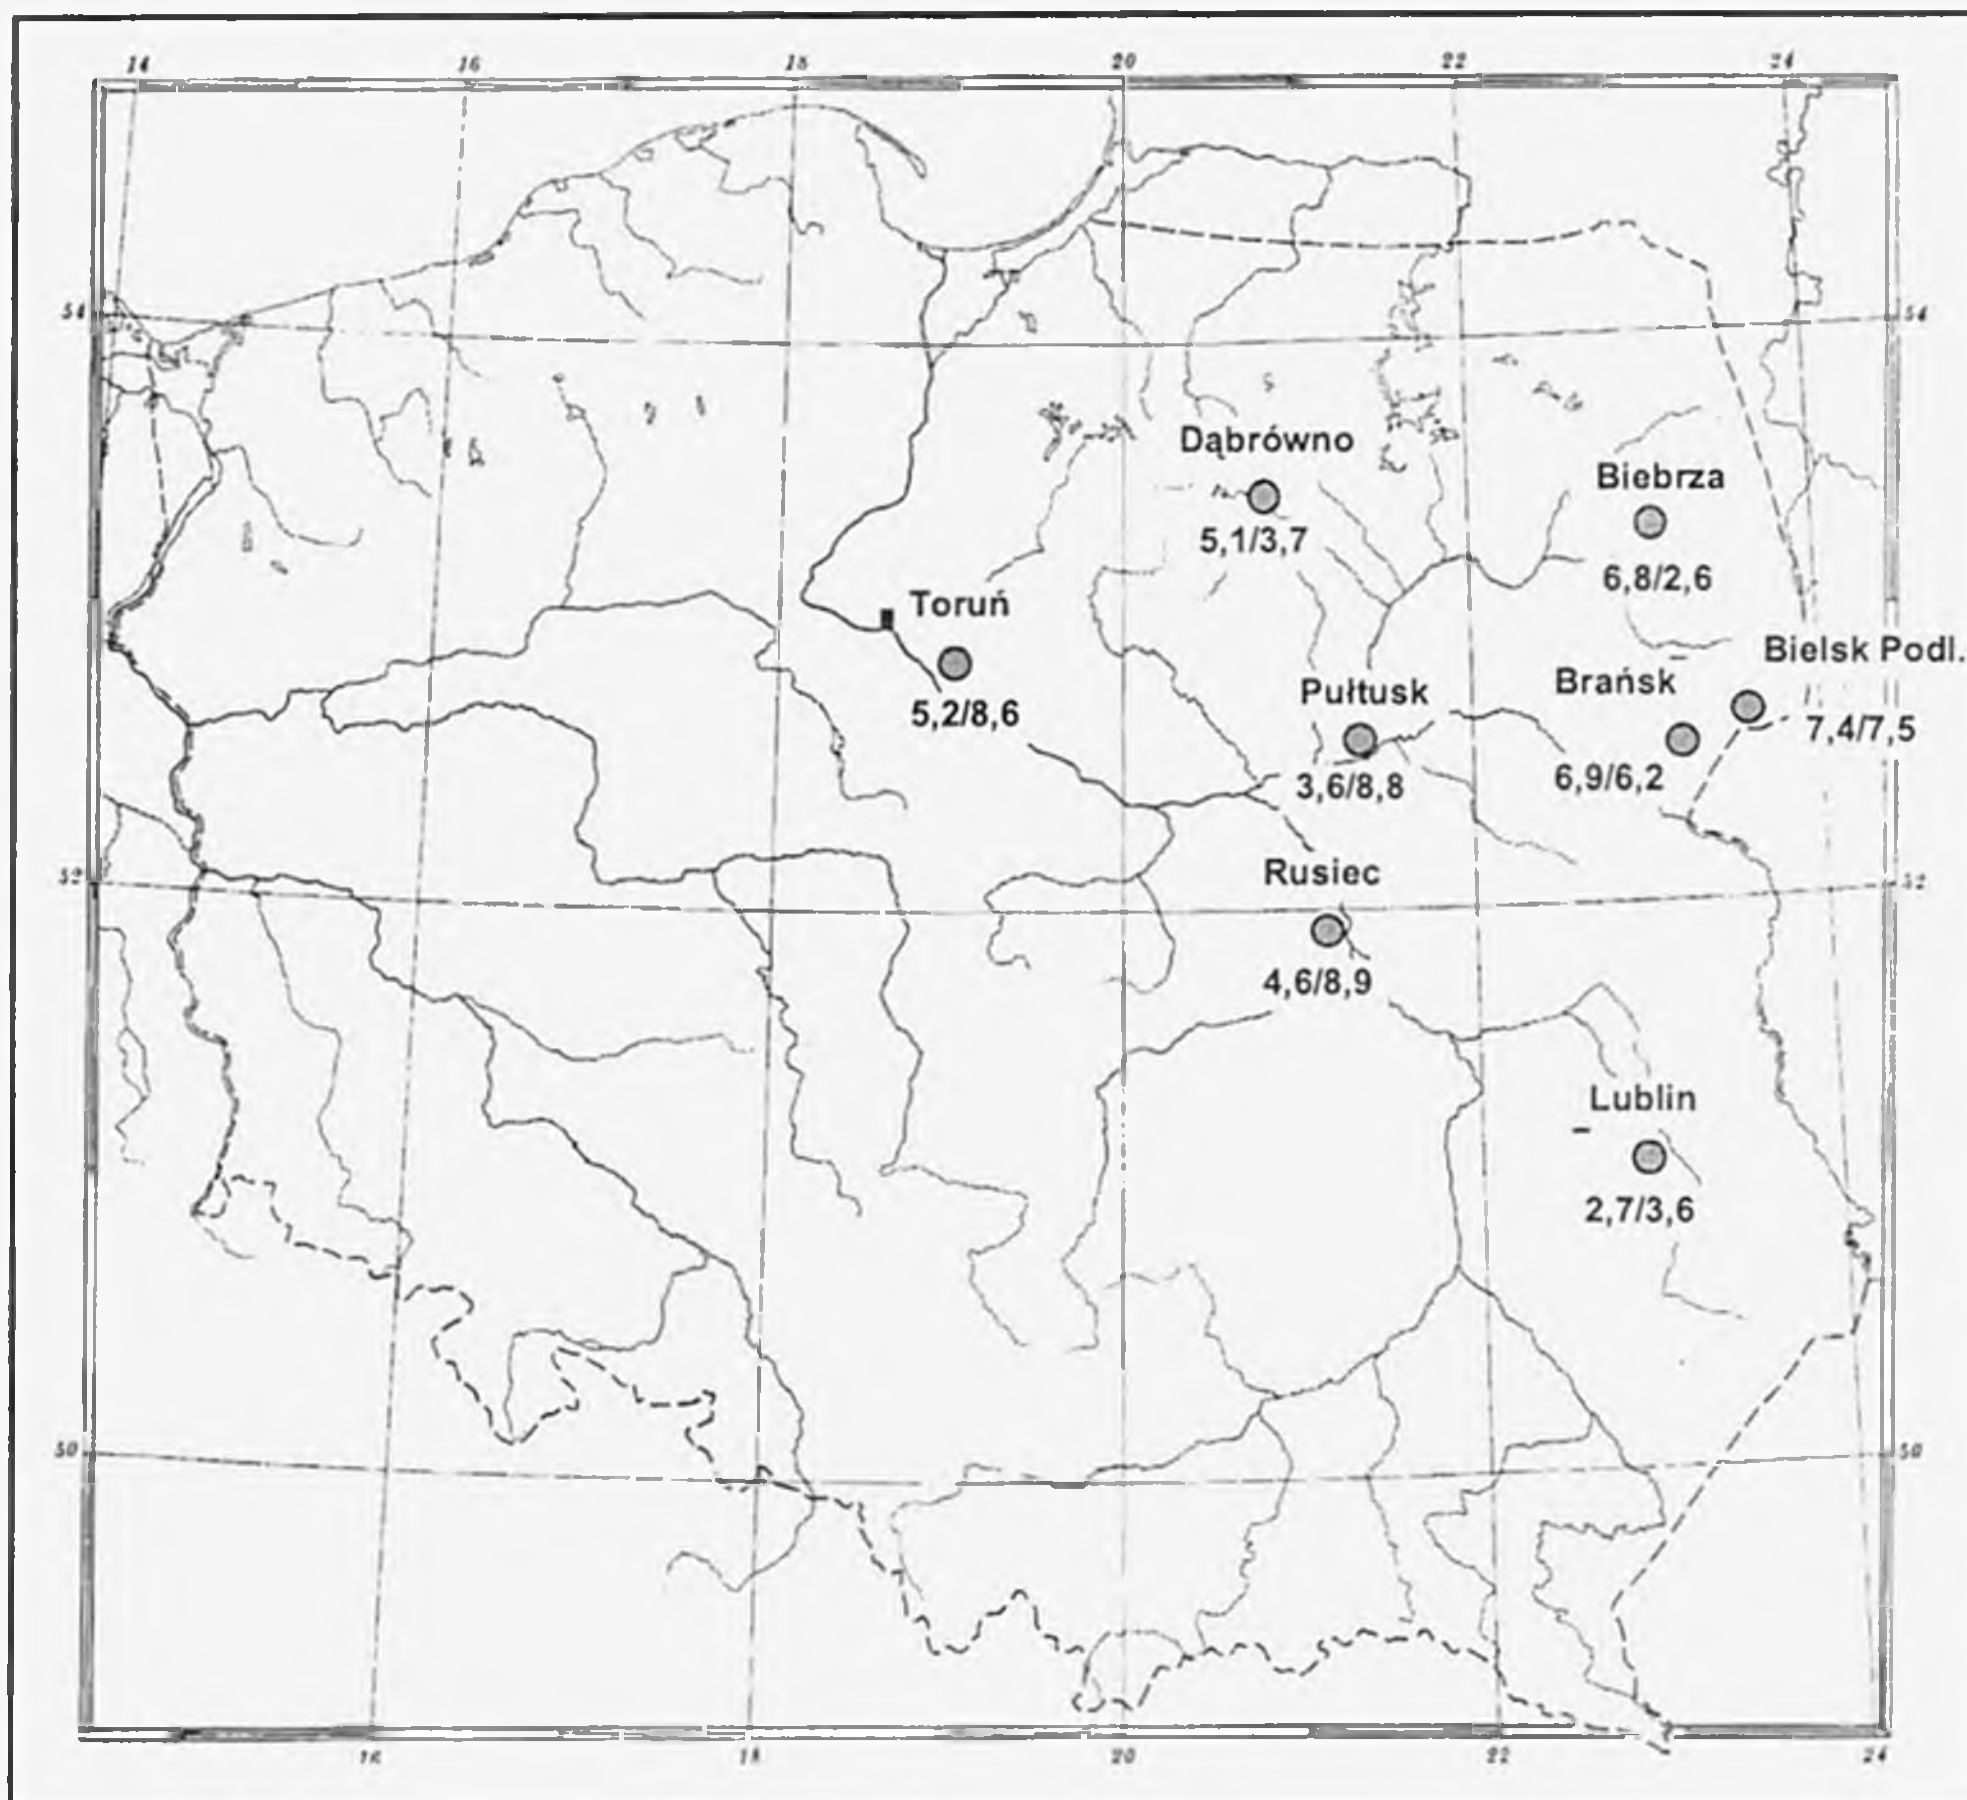 14 16 18 20 22 24
54 54
Dąbrówno
5,1/3,7
Biebrza
6,8/2,6
Toruń
5,2/8,6
Bielsk Podl.
7,4/7,5
Brańsk
6,9/6,2
Pułtusk
3,6/8,8
52 52
Rusiec
4,6/8,9
Lublin
2,7/3,6
50 50
16 18 20 22 24